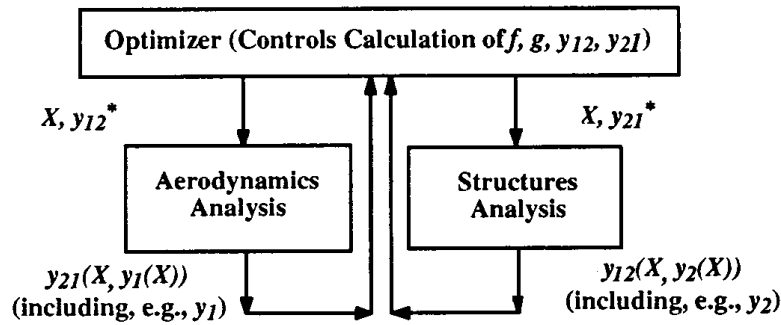 Optimizer (Controls Calculation of f, g, y12, y21)
X, y12*
X, y21*
Aerodynamics
Analysis
Structures
Analysis
y21(X, y1(X))
(including, e.g., y1)
y12(X, y2(X))
(including, e.g., y2)